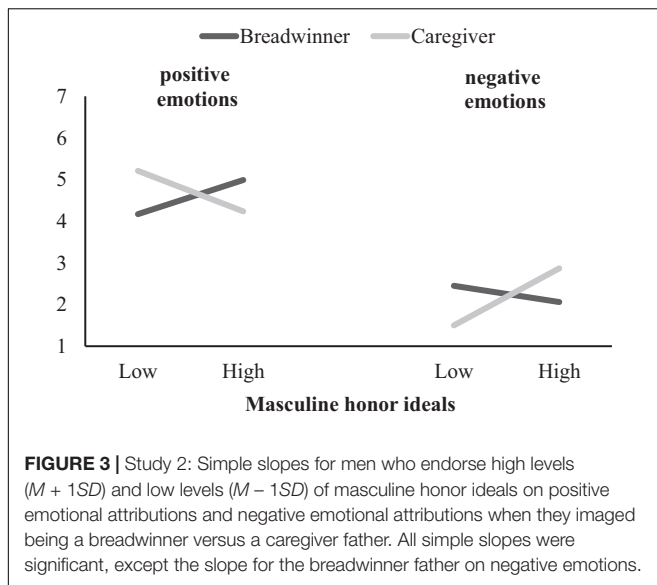 Breadwinner Caregiver
positive
emotions
negative
emotions
7
6
5
4
3
2
1
Low High Low High
Masculine honor ideals
FIGURE 3 | Study 2: Simple slopes for men who endorse high levels
(M + 1SD) and low levels (M – 1SD) of masculine honor ideals on positive
emotional attributions and negative emotional attributions when they imaged
being a breadwinner versus a caregiver father. All simple slopes were
significant, except the slope for the breadwinner father on negative emotions.